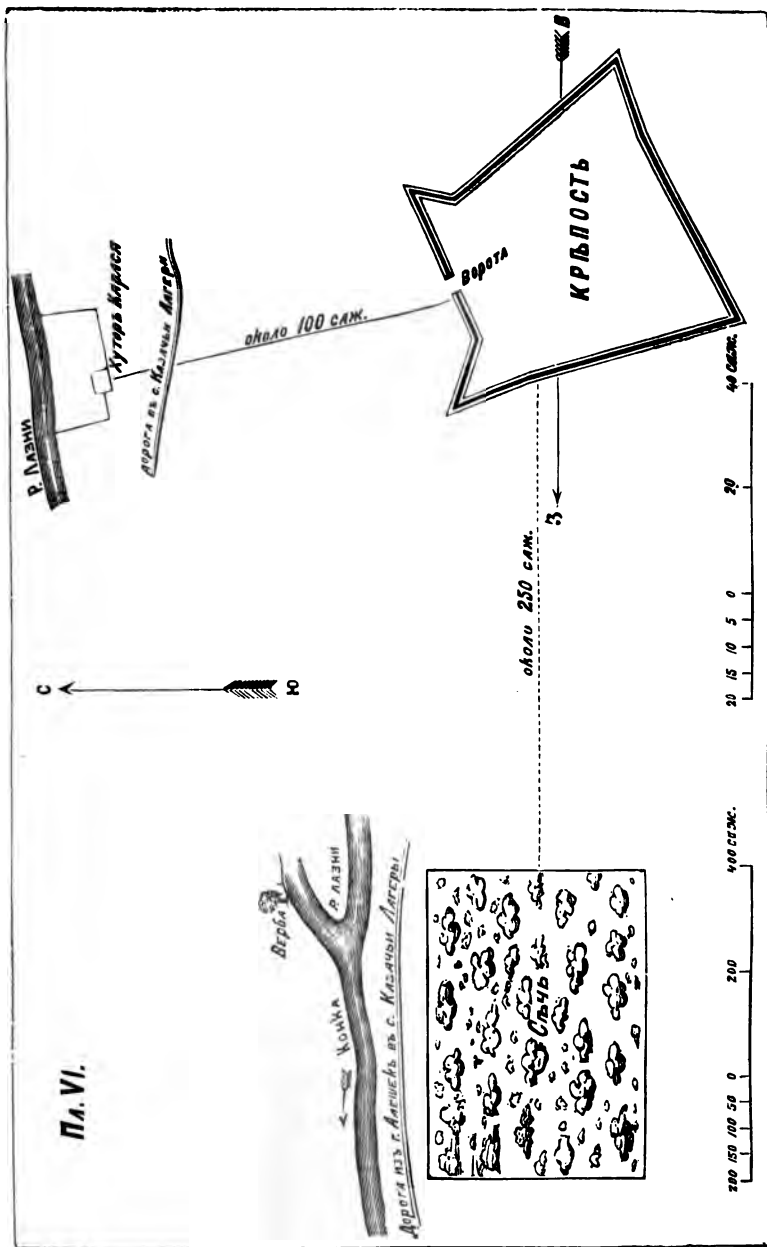 Пл. VI.
С
Ю
Р. Лазни
Хуторъ Карася
Дорога въ с. Казачьи Лагери
около 100 саж.
Ворота
КРѢПОСТЬ
В
З
около 250 саж.
Верба
Р. Лазни
Конка
Дорога изъ г. Алешекъ въ с. Казачьи Лагеры
Сѣчь
200 150 100 50 0 200 400 саж.
20 15 10 5 0 20 40 саж.